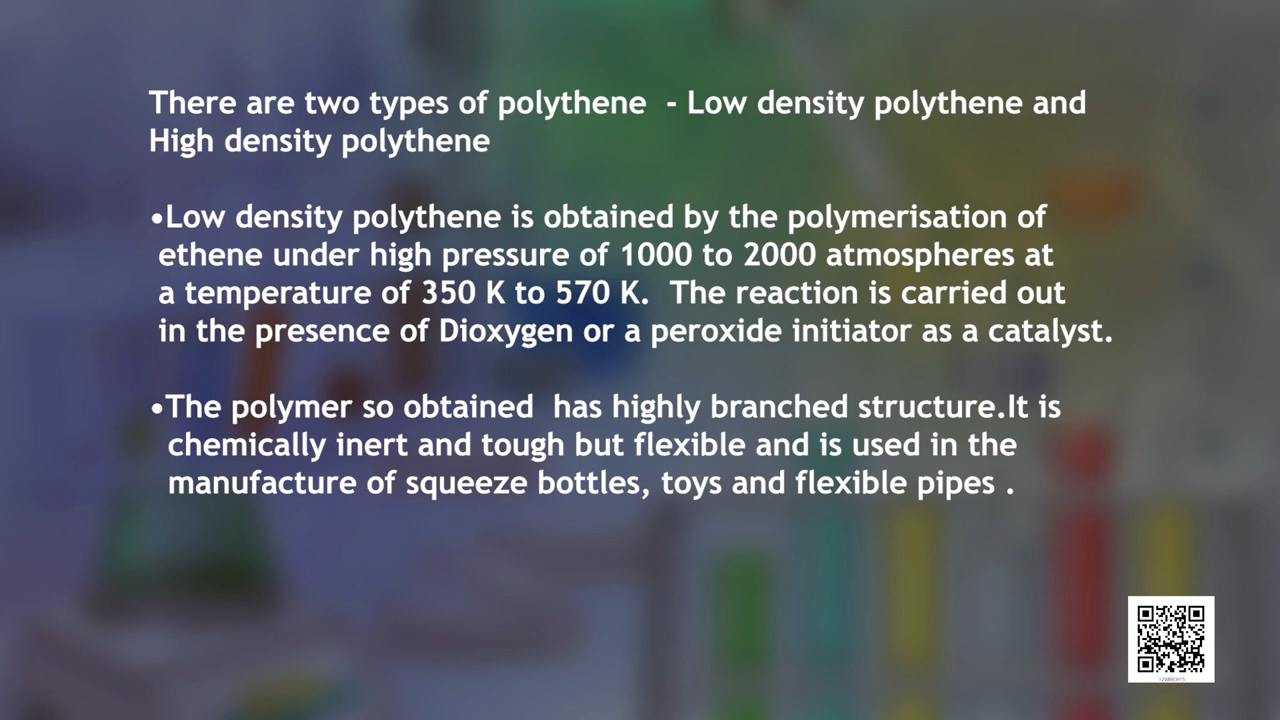 There are two types of polythene  - Low density polythene and
High density polythene
•Low density polythene is obtained by the polymerisation of
ethene under high pressure of 1000 to 2000 atmospheres at
a temperature of 350 K to 570 K.  The reaction is carried out
in the presence of Dioxygen or a peroxide initiator as a catalyst.
•The polymer so obtained  has highly branched structure.It is
chemically inert and tough but flexible and is used in the
manufacture of squeeze bottles, toys and flexible pipes .